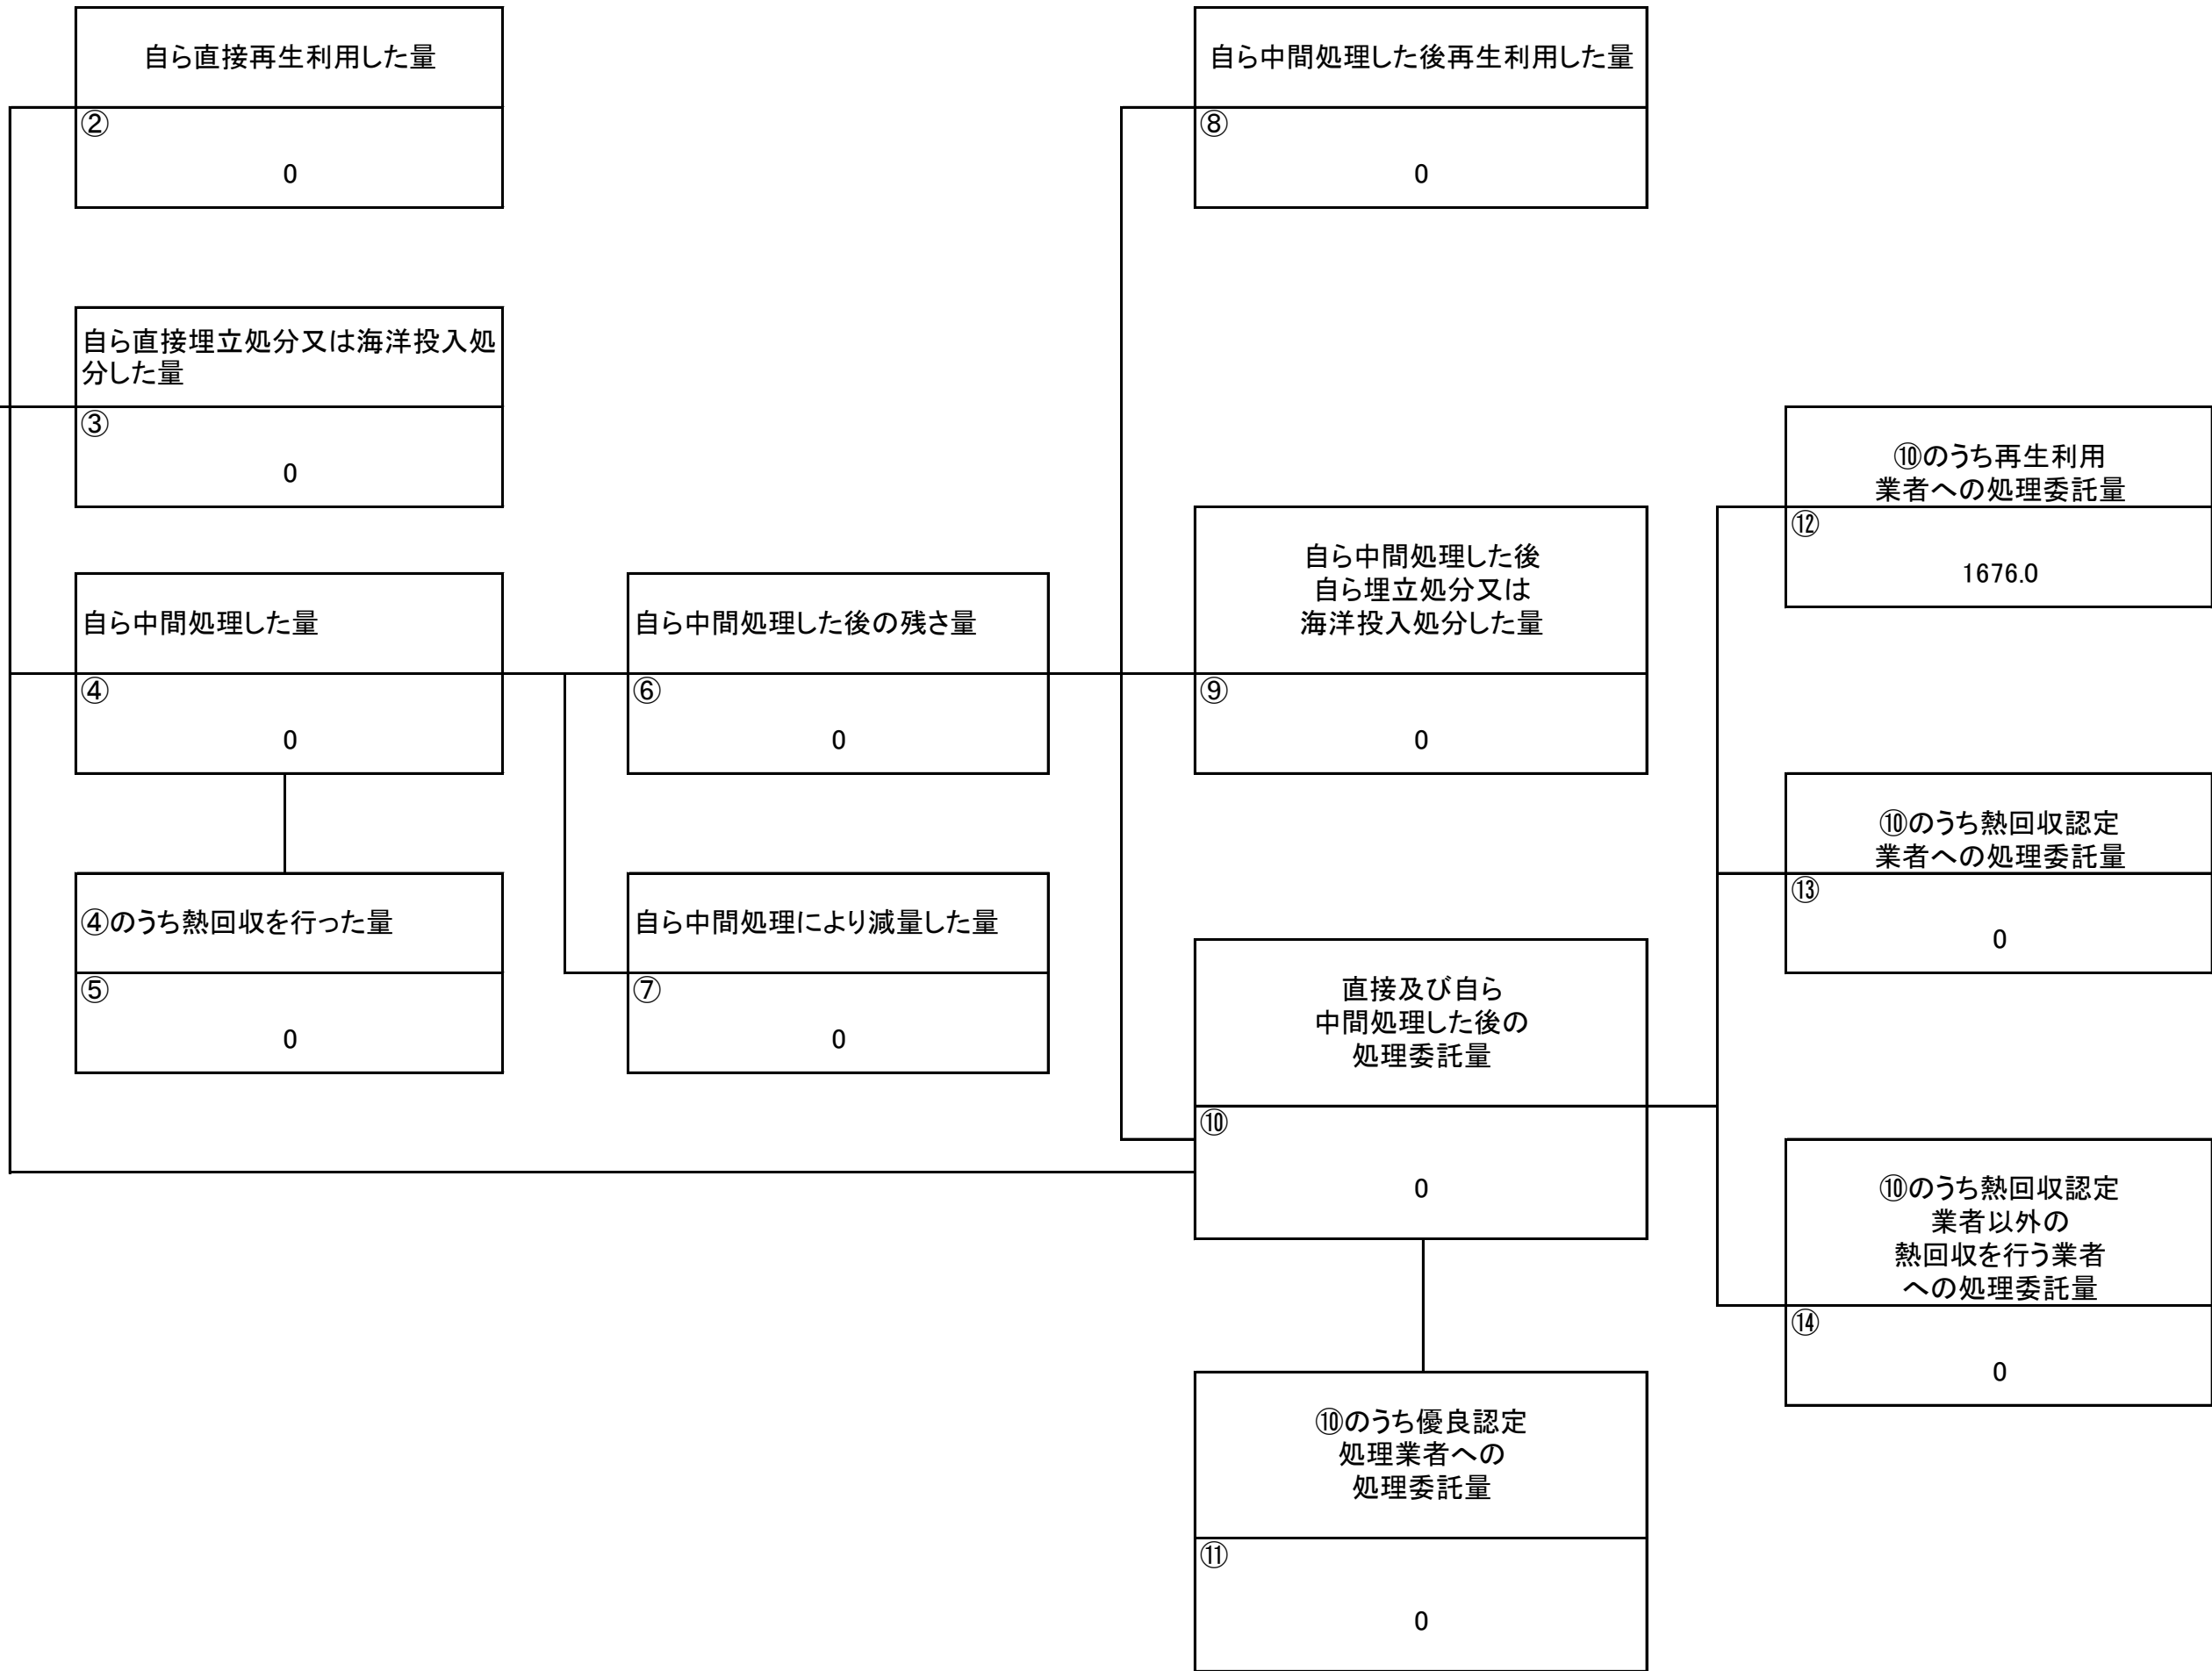 自ら直接再生利用した量
②
0
自ら中間処理した後再生利用した量
⑧
0
自ら直接埋立処分又は海洋投入処
分した量
③
0
⑩のうち再生利用
業者への処理委託量
⑫
1676.0
自ら中間処理した量
④
0
自ら中間処理した後の残さ量
⑥
0
自ら中間処理した後
自ら埋立処分又は
海洋投入処分した量
⑨
0
⑩のうち熱回収認定
業者への処理委託量
⑬
0
④のうち熱回収を行った量
⑤
0
自ら中間処理により減量した量
⑦
0
直接及び自ら
中間処理した後の
処理委託量
⑩
0
⑩のうち熱回収認定
業者以外の
熱回収を行う業者
への処理委託量
⑭
0
⑩のうち優良認定
処理業者への
処理委託量
⑪
0